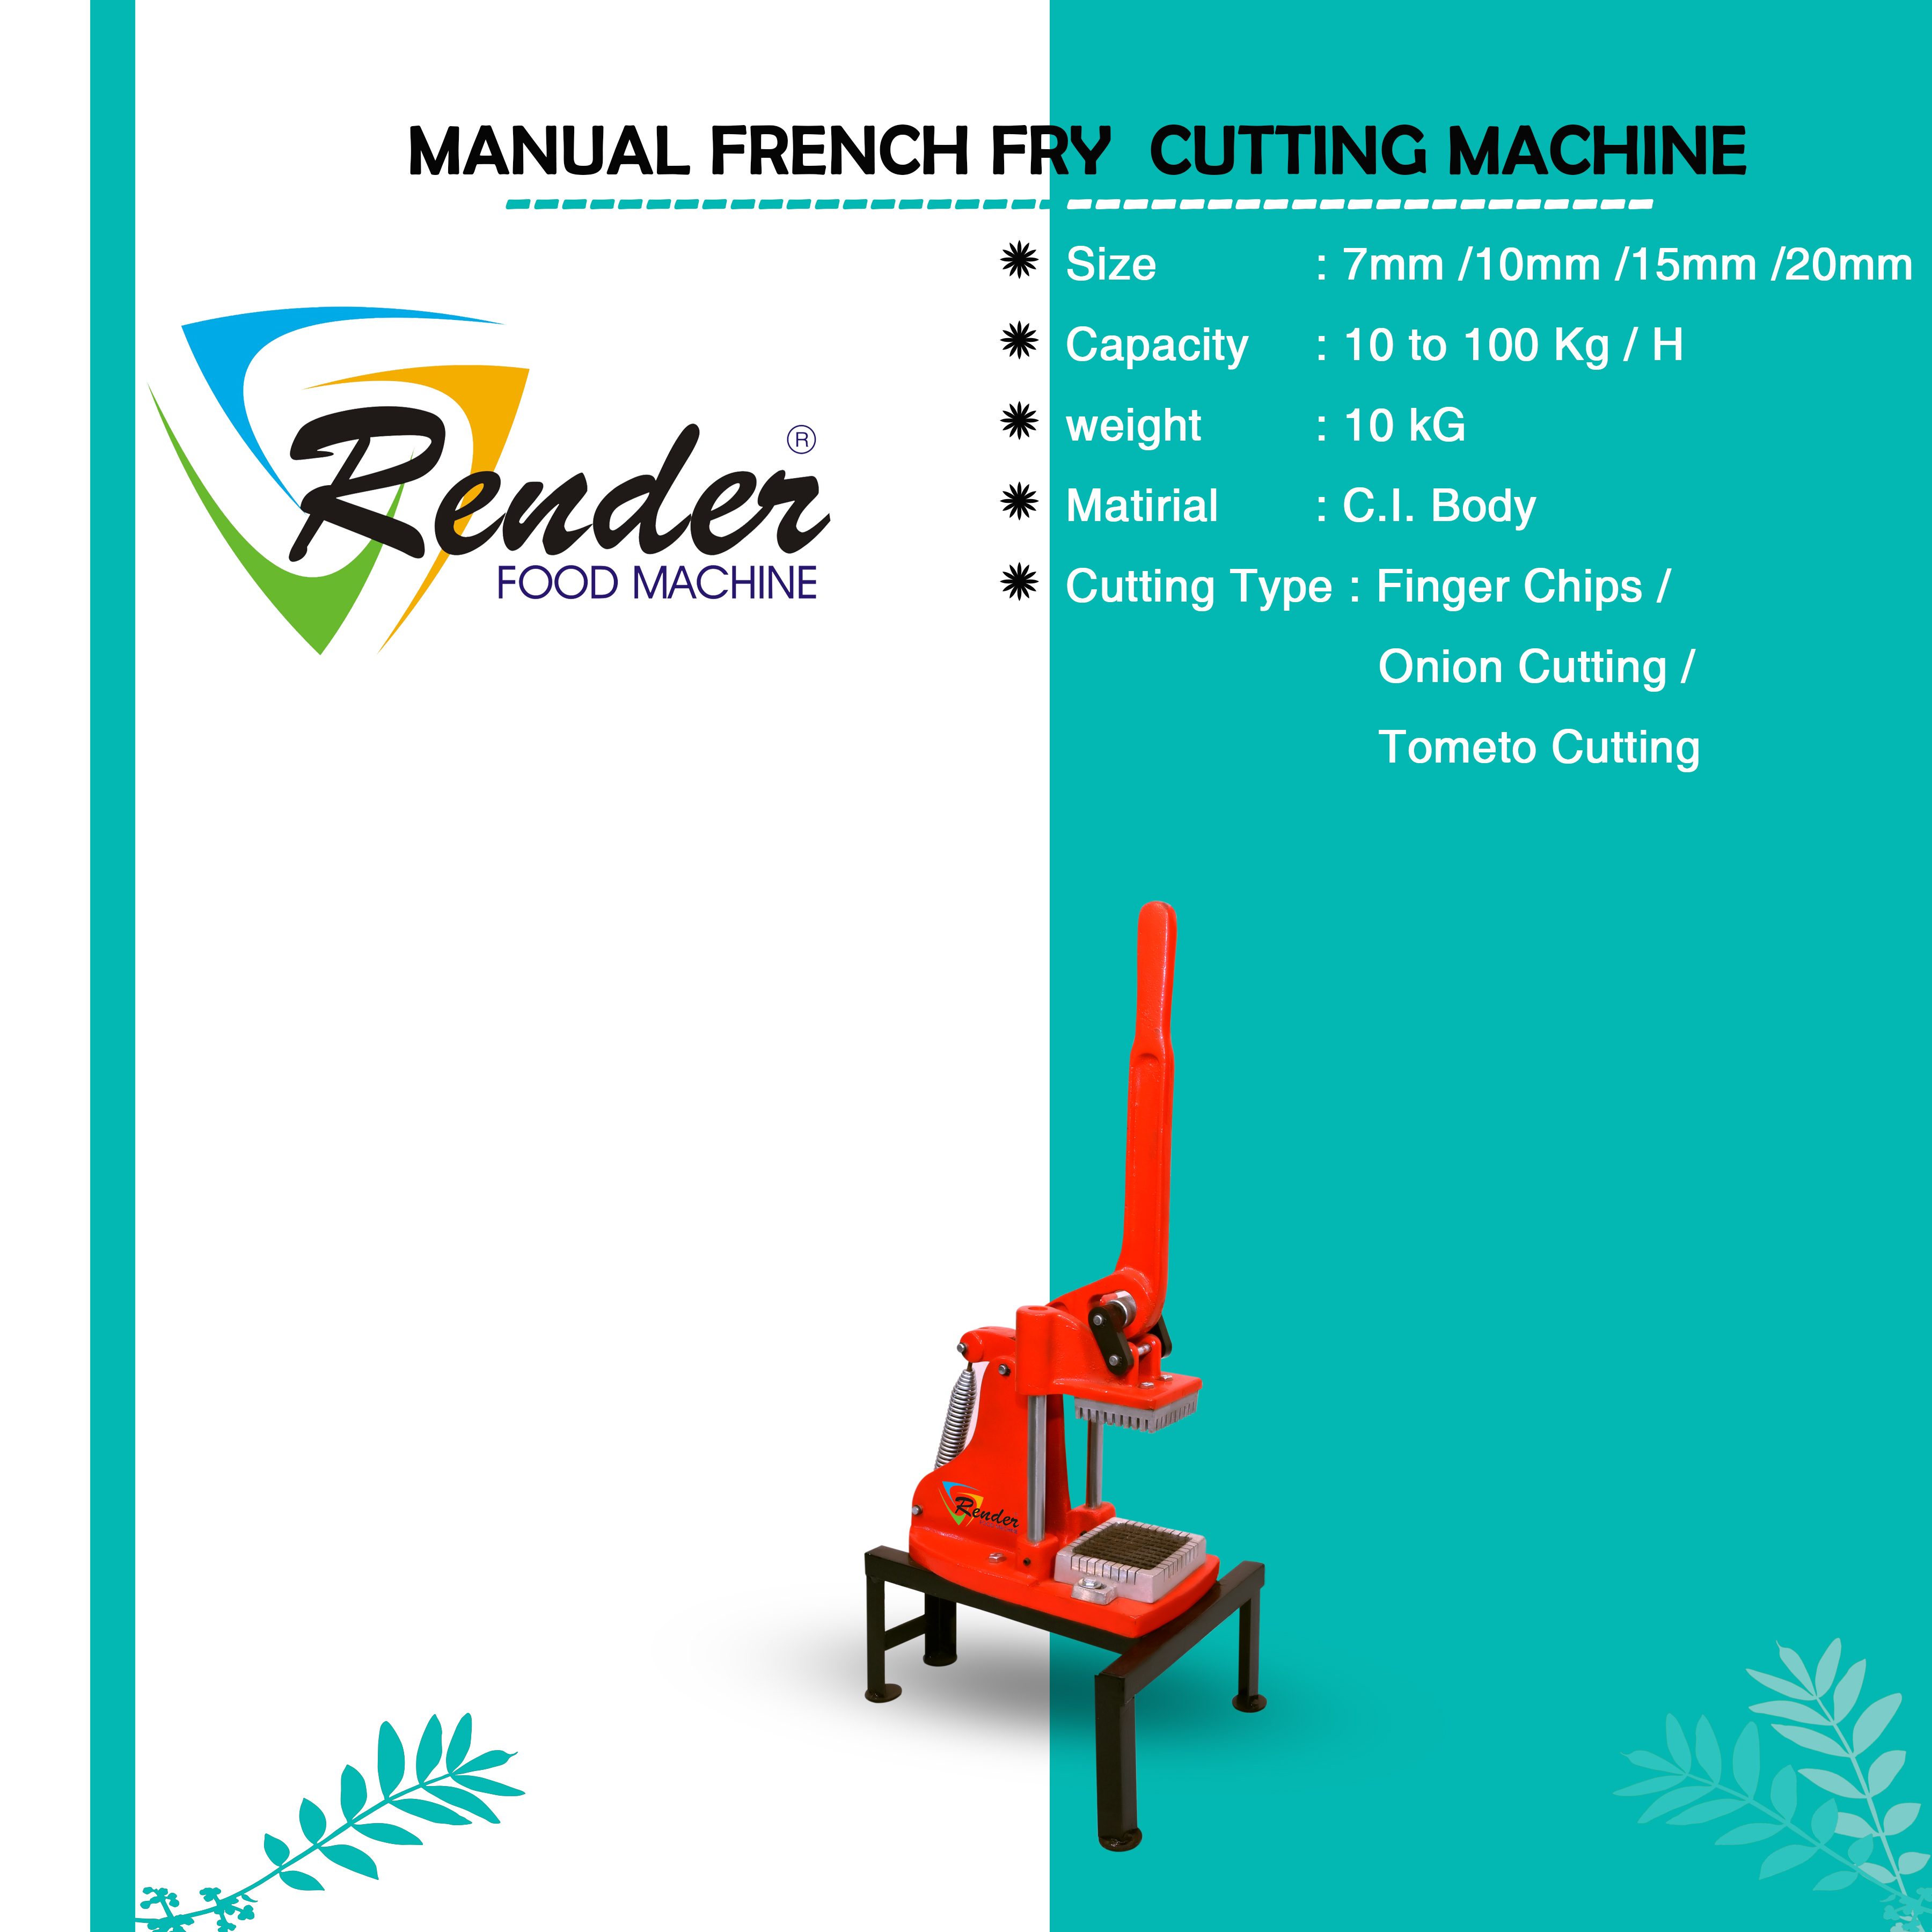 MANUAL FRENCH FRY CUTTING MACHINE
Size : 7mm /10mm /15mm /20mm
Capacity : 10 to 100 Kg / H
weight : 10 kG
Matirial : C.I. Body
Cutting Type : Finger Chips /
Onion Cutting /
Tometo Cutting
Render ®
FOOD MACHINE
Render